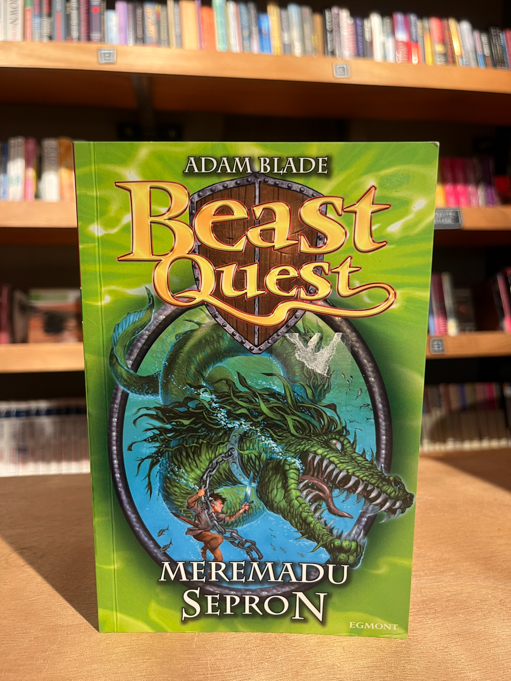 ADAM BLADE
BEAST
QUEST
MEREMADU
SEPRON
EGMONT